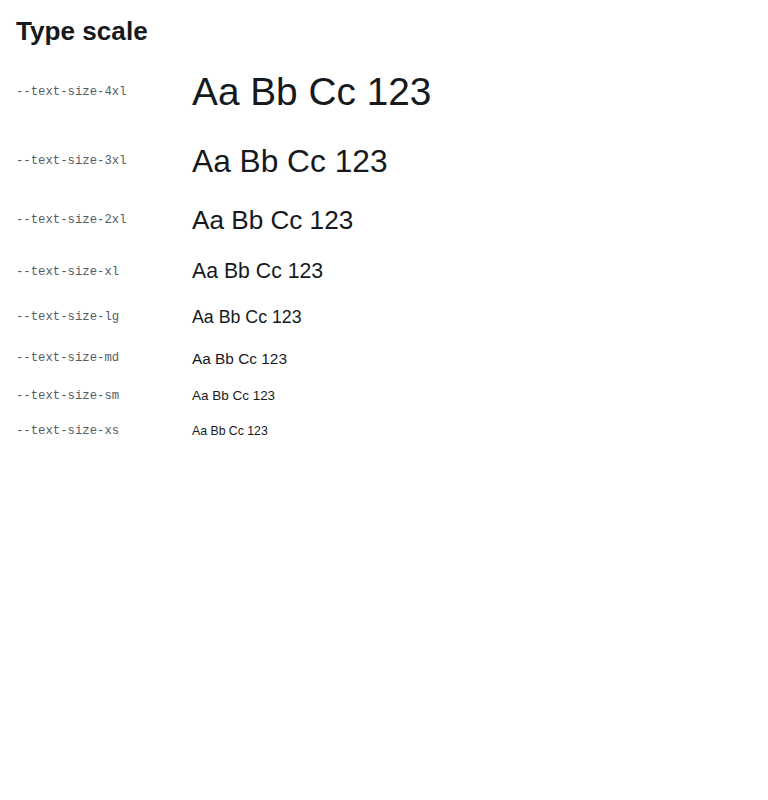 Type scale
--text-size-4xl Aa Bb Cc 123
--text-size-3xl Aa Bb Cc 123
--text-size-2xl Aa Bb Cc 123
--text-size-xl Aa Bb Cc 123
--text-size-lg Aa Bb Cc 123
--text-size-md Aa Bb Cc 123
--text-size-sm Aa Bb Cc 123
--text-size-xs Aa Bb Cc 123